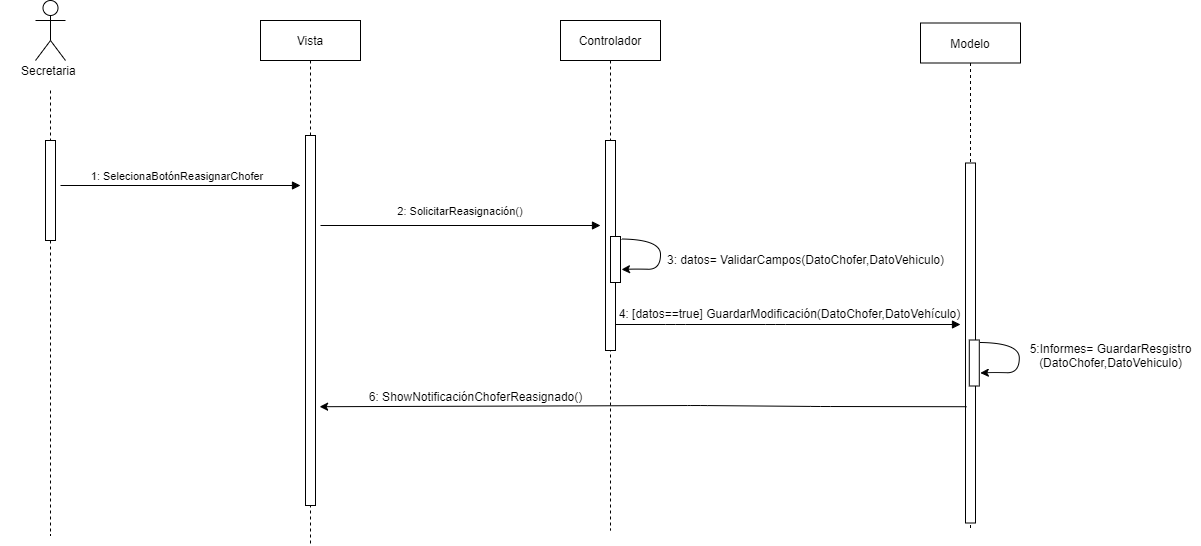 Secretaria
Vista
Controlador
Modelo
1: SelecionaBotónReasignarChofer
2: SolicitarReasignación()
3: datos= ValidarCampos(DatoChofer,DatoVehiculo)
4: [datos==true] GuardarModificación(DatoChofer,DatoVehículo)
5:Informes= GuardarResgistro
(DatoChofer,DatoVehiculo)
6: ShowNotificaciónChoferReasignado()